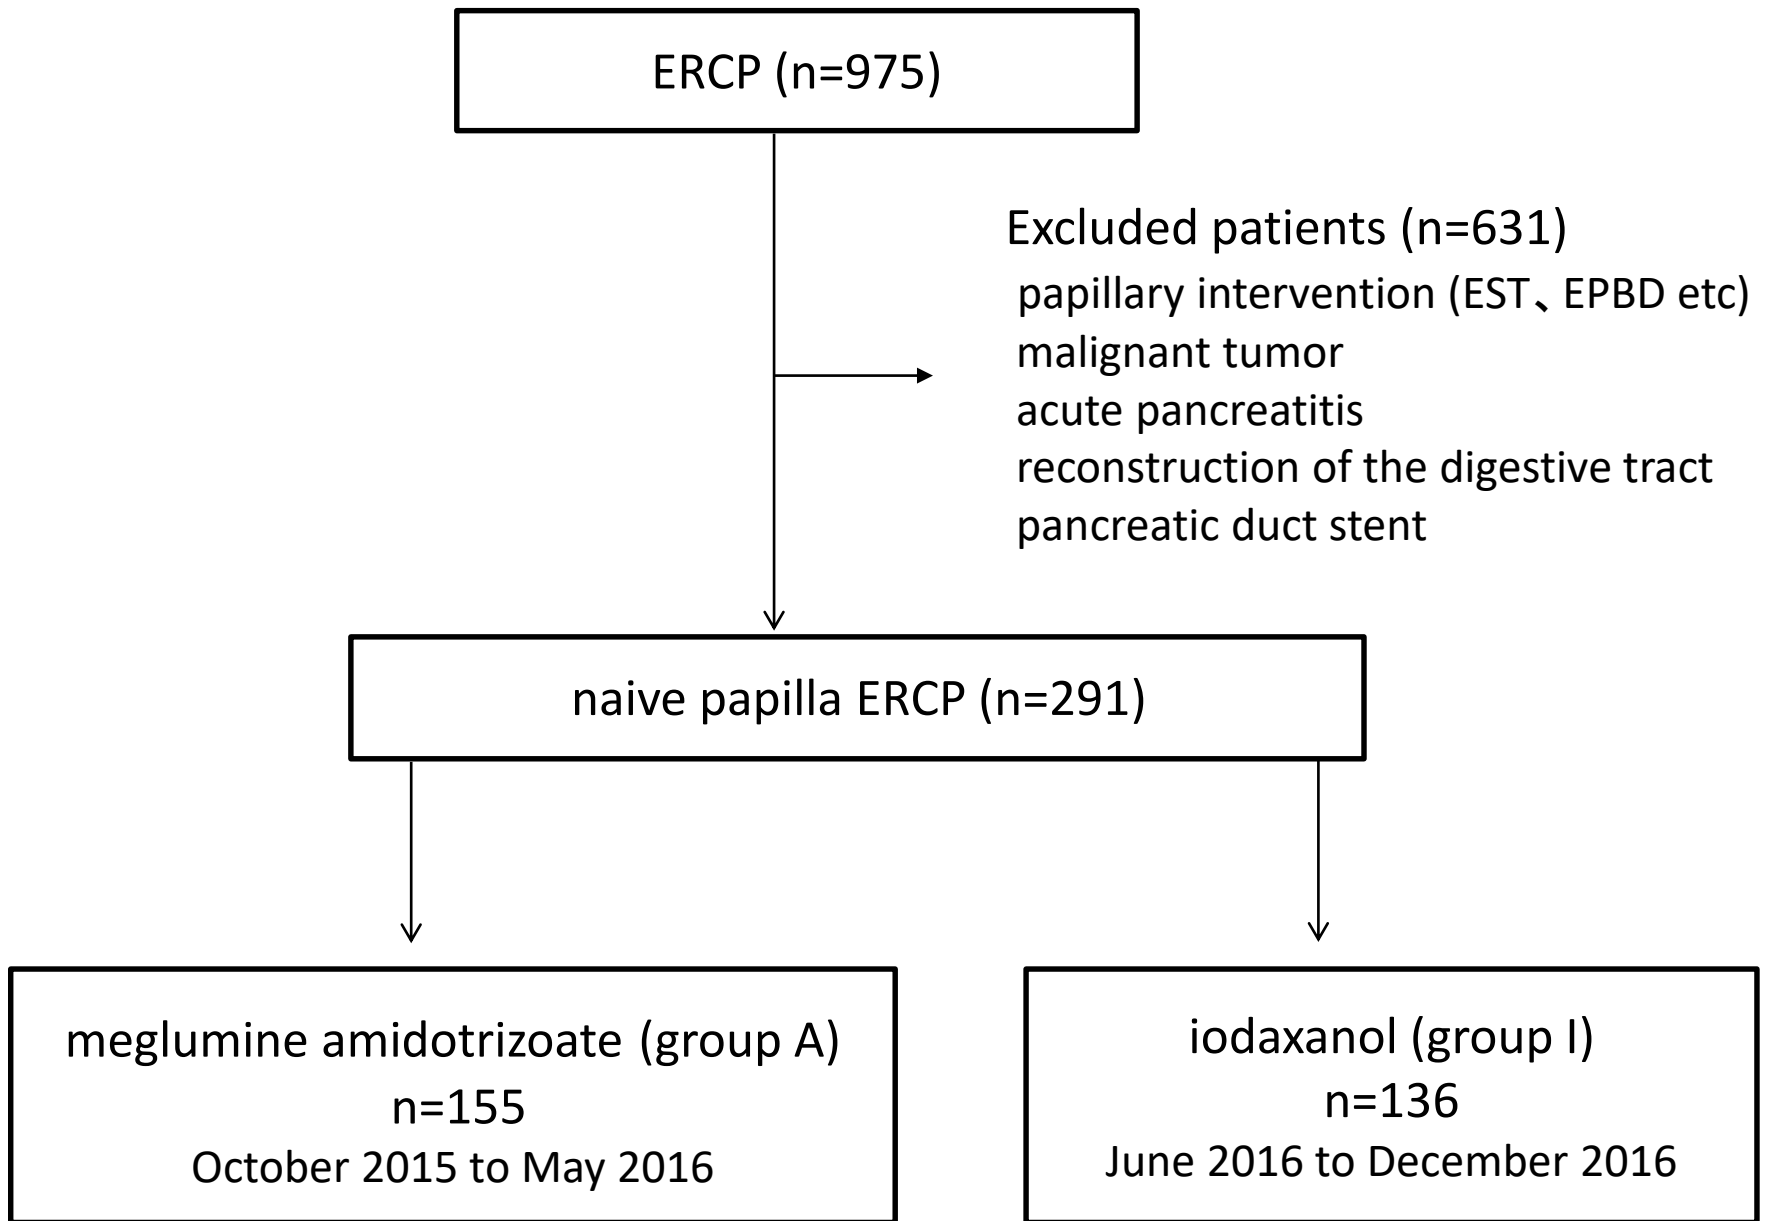 ERCP (n=975)
Excluded patients (n=631)
papillary intervention (EST、EPBD etc)
malignant tumor
acute pancreatitis
reconstruction of the digestive tract
pancreatic duct stent
naive papilla ERCP (n=291)
meglumine amidotrizoate (group A)
n=155
October 2015 to May 2016
iodaxanol (group I)
n=136
June 2016 to December 2016